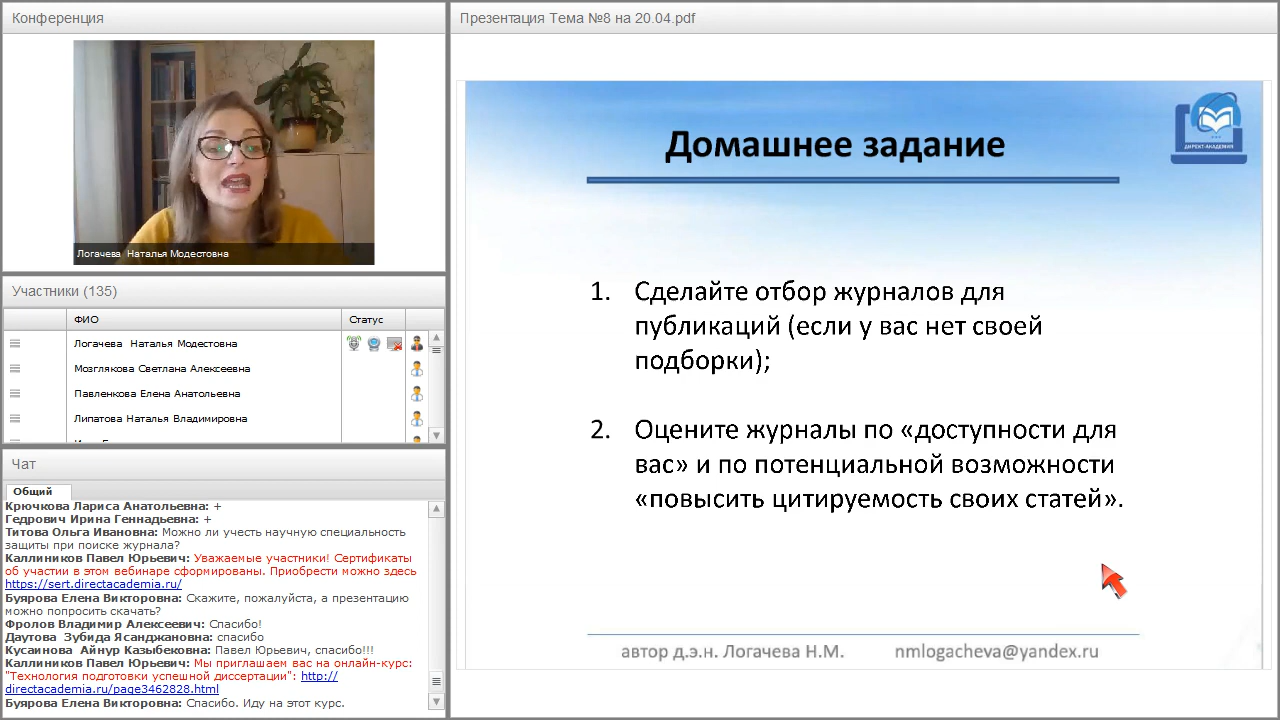 Конференция
Логачева  Наталья Модестовна
Участники (135)
ФИО
Статус
Логачева  Наталья Модестовна
Мозглякова Светлана Алексеевна
Павленкова Елена Анатольевна
Липатова Наталья Владимировна
Чат
Общий
Крючкова Лариса Анатольевна: +
Гедрович Ирина Геннадьевна: +
Титова Ольга Ивановна: Можно ли учесть научную специальность
защиты при поиске журнала?
Каллиников Павел Юрьевич: Уважаемые участники! Сертификаты
об участии в этом вебинаре сформированы. Приобрести можно здесь
https://sert.directacademia.ru/
Буярова Елена Викторовна: Скажите, пожалуйста, а презентацию
можно попросить скачать?
Фролов Владимир Алексеевич: Спасибо!
Даутова  Зубида Ясанджановна: спасибо
Кусаинова  Айнур Казыбековна: Павел Юрьевич, спасибо!!!
Каллиников Павел Юрьевич: Мы приглашаем вас на онлайн-курс:
"Технология подготовки успешной диссертации": http://
directacademia.ru/page3462828.html
Буярова Елена Викторовна: Спасибо. Иду на этот курс.
Презентация Тема №8 на 20.04.pdf
ДИРЕКТ-АКАДЕМИЯ
Домашнее задание
1. Сделайте отбор журналов для
публикаций (если у вас нет своей
подборки);
2. Оцените журналы по «доступности для
вас» и по потенциальной возможности
«повысить цитируемость своих статей».
автор д.э.н. Логачева Н.М.
nmlogacheva@yandex.ru